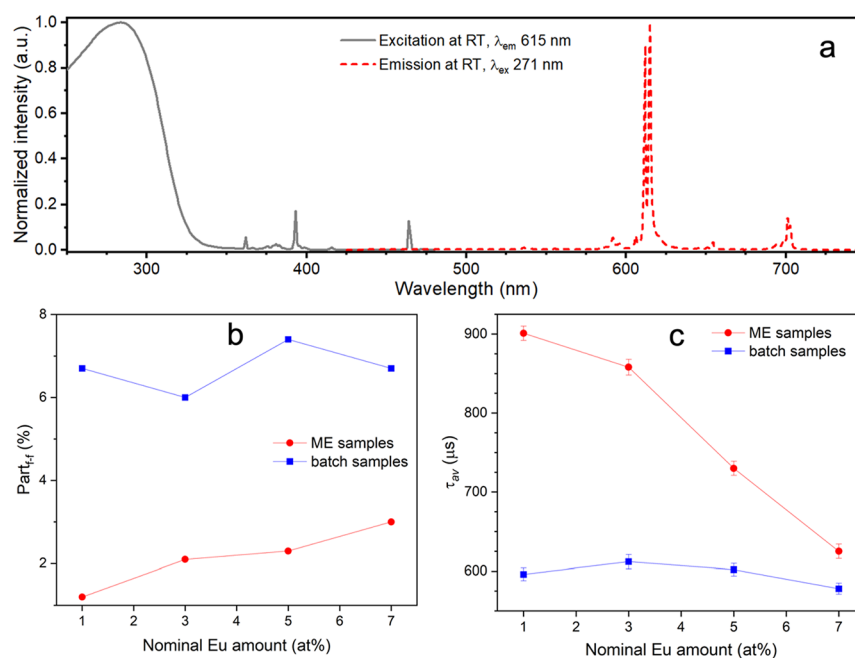 a
Normalized intensity (a.u.)
1.0
0.8
0.6
0.4
0.2
0.0
Excitation at RT, λem 615 nm
Emission at RT, λex 271 nm
300 400 500 600 700
Wavelength (nm)
b
Partf-f (%)
8
6
4
2
ME samples
batch samples
1 2 3 4 5 6 7
Nominal Eu amount (at%)
c
τav (μs)
900
800
700
600
ME samples
batch samples
1 2 3 4 5 6 7
Nominal Eu amount (at%)